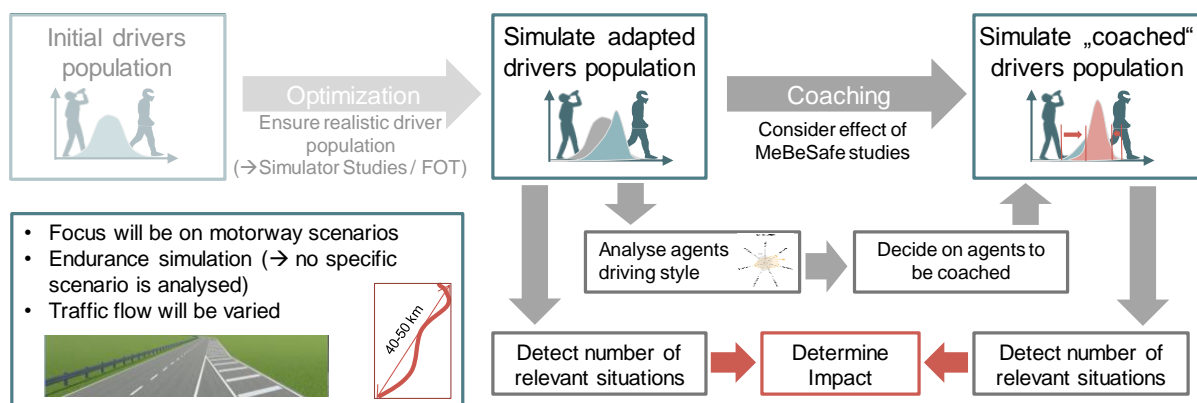 Initial drivers
population
Optimization
Ensure realistic driver
population
(→Simulator Studies / FOT)
Simulate adapted
drivers population
Coaching
Consider effect of
MeBeSafe studies
Simulate „coached“
drivers population
• Focus will be on motorway scenarios
• Endurance simulation (→ no specific
scenario is analysed)
• Traffic flow will be varied
40-50 km
Analyse agents
driving style
Decide on agents to
be coached
Detect number of
relevant situations
Determine
Impact
Detect number of
relevant situations